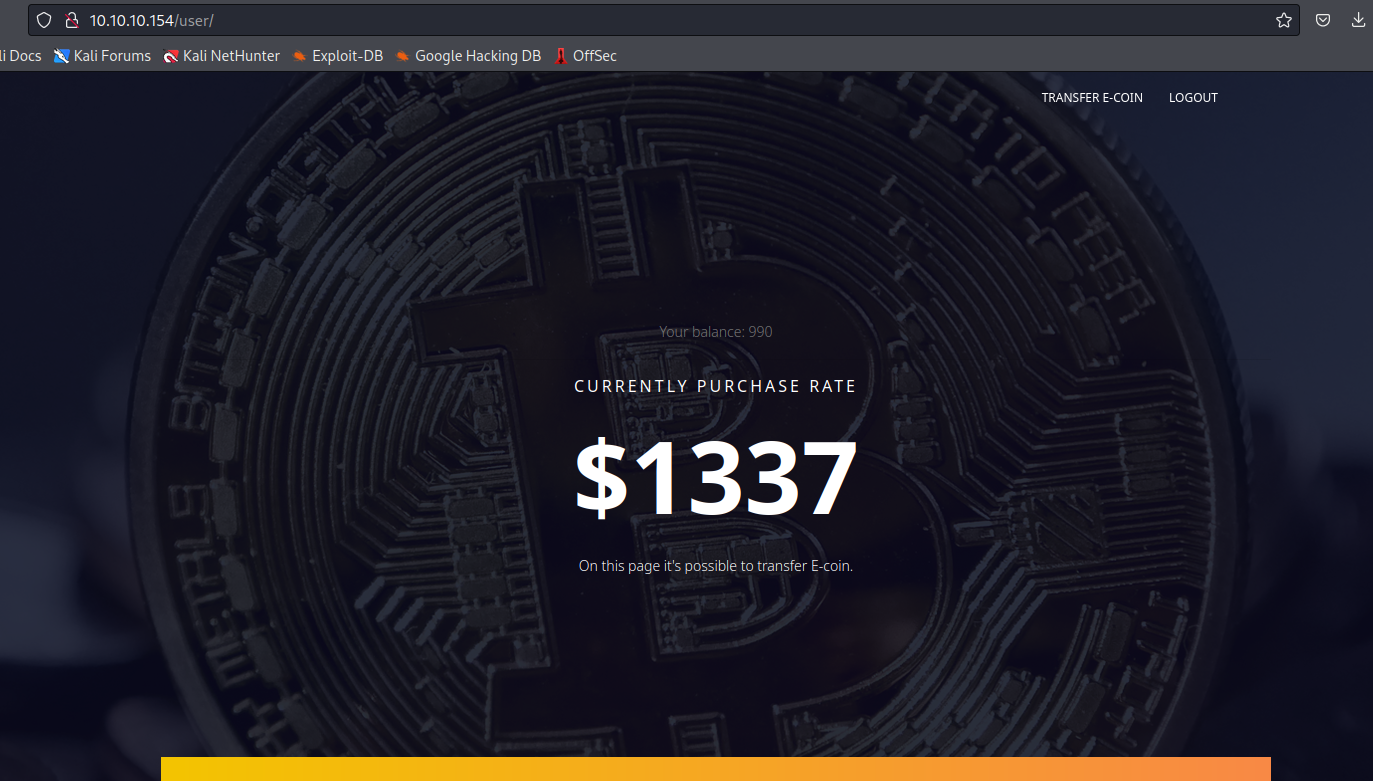 10.10.10.154/user/
li Docs Kali Forums Kali NetHunter Exploit-DB Google Hacking DB OffSec
TRANSFER E-COIN LOGOUT
Your balance: 990
CURRENTLY PURCHASE RATE
$1337
On this page it's possible to transfer E-coin.